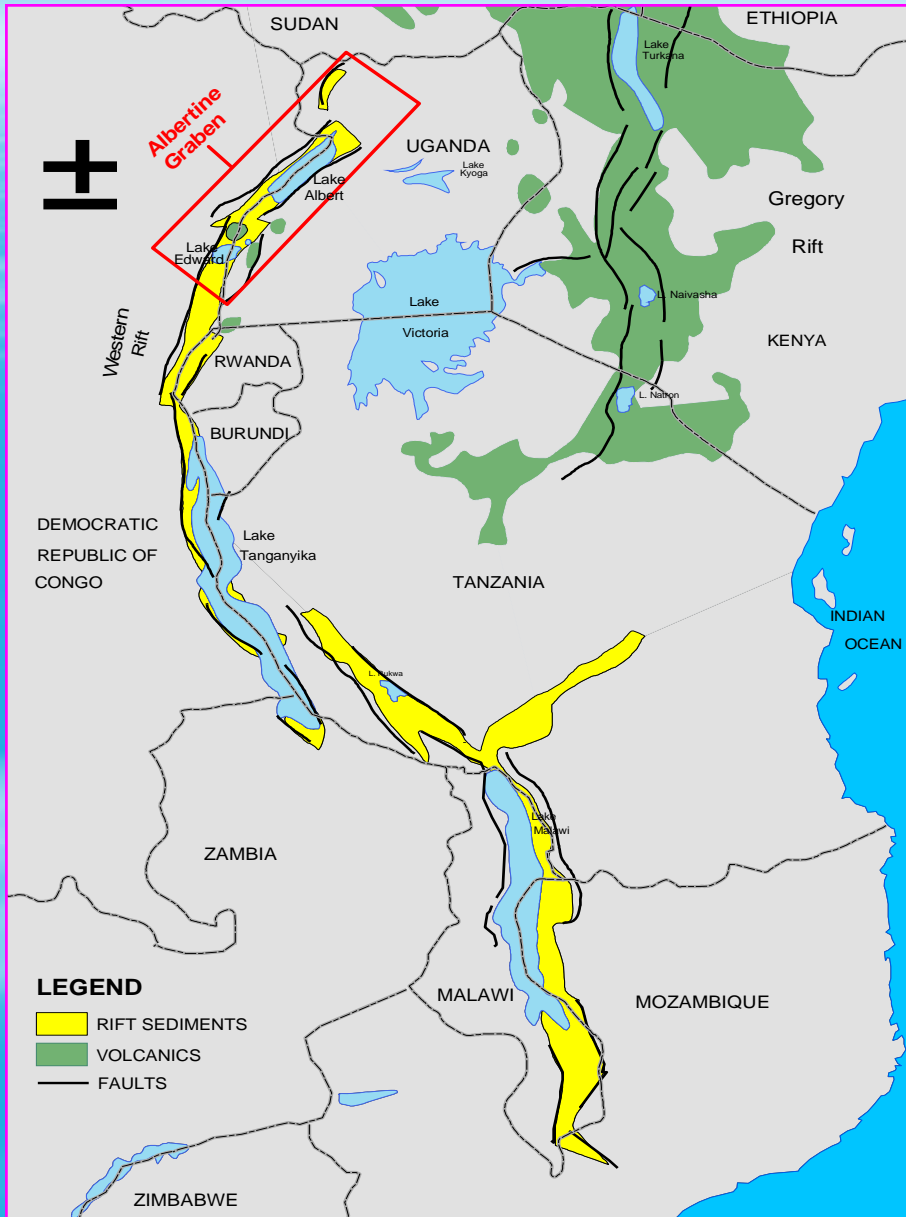 SUDAN
ETHIOPIA
Lake
Turkana
Albertine
Graben
UGANDA
Lake
Kyoga
Lake
Albert
Gregory
Rift
Lake
Edward
L. Naivasha
Lake
Victoria
KENYA
Western
Rift
RWANDA
L. Natron
BURUNDI
DEMOCRATIC
REPUBLIC OF
CONGO
Lake
Tanganyika
TANZANIA
INDIAN
OCEAN
L. Rukwa
Lake
Malawi
ZAMBIA
LEGEND
MALAWI
MOZAMBIQUE
RIFT SEDIMENTS
VOLCANICS
FAULTS
ZIMBABWE